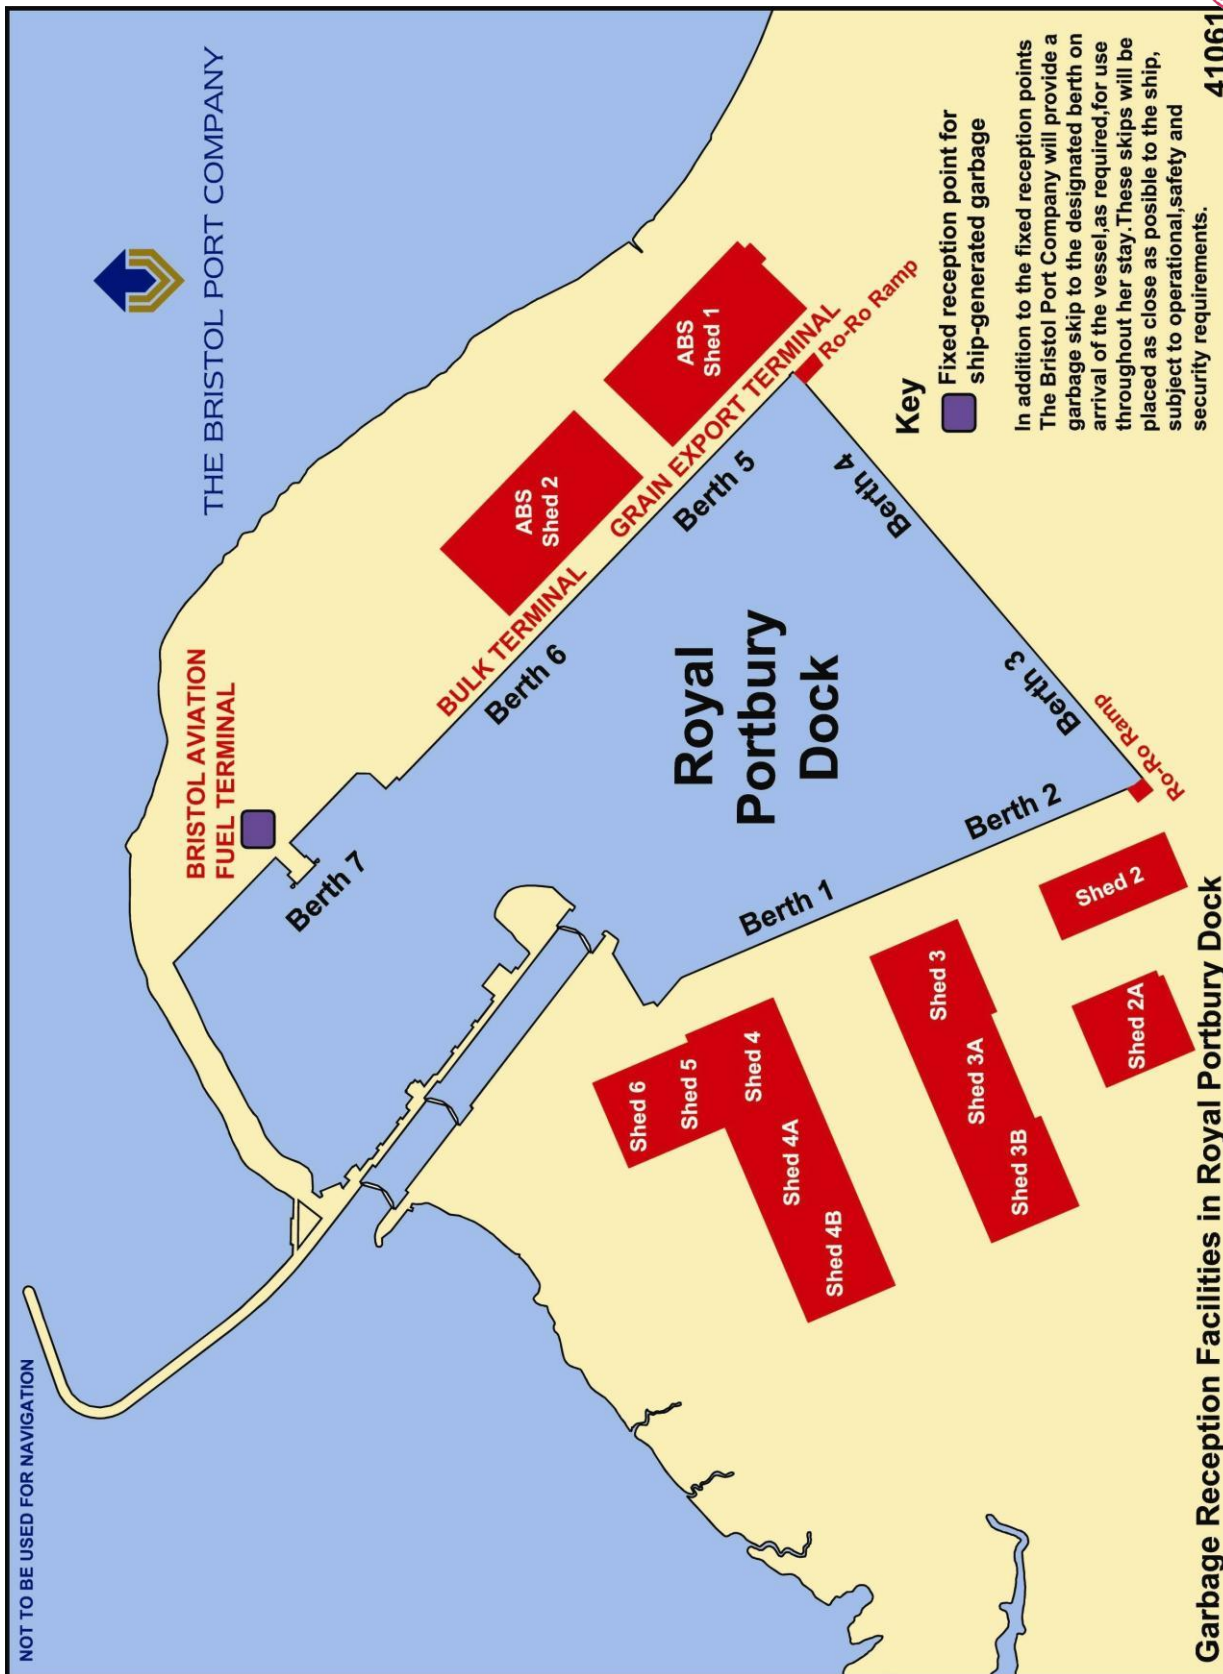 NOT TO BE USED FOR NAVIGATION
THE BRISTOL PORT COMPANY
BRISTOL AVIATION
FUEL TERMINAL
Berth 7
BULK TERMINAL
Berth 6
ABS
Shed 2
GRAIN EXPORT TERMINAL
Berth 5
ABS
Shed 1
Ro-Ro Ramp
Berth 4
Royal
Portbury
Dock
Berth 3
Ro-Ro Ramp
Berth 2
Berth 1
Shed 6
Shed 5
Shed 4
Shed 4A
Shed 4B
Shed 3
Shed 3A
Shed 3B
Shed 2
Shed 2A
Key
Fixed reception point for
ship-generated garbage
In addition to the fixed reception points
The Bristol Port Company will provide a
garbage skip to the designated berth on
arrival of the vessel,as required,for use
throughout her stay.These skips will be
placed as close as posible to the ship,
subject to operational,safety and
security requirements.
Garbage Reception Facilities in Royal Portbury Dock
41061